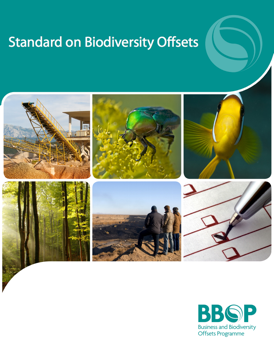 Standard on Biodiversity Offsets
BBOP
Business and Biodiversity
Offsets Programme